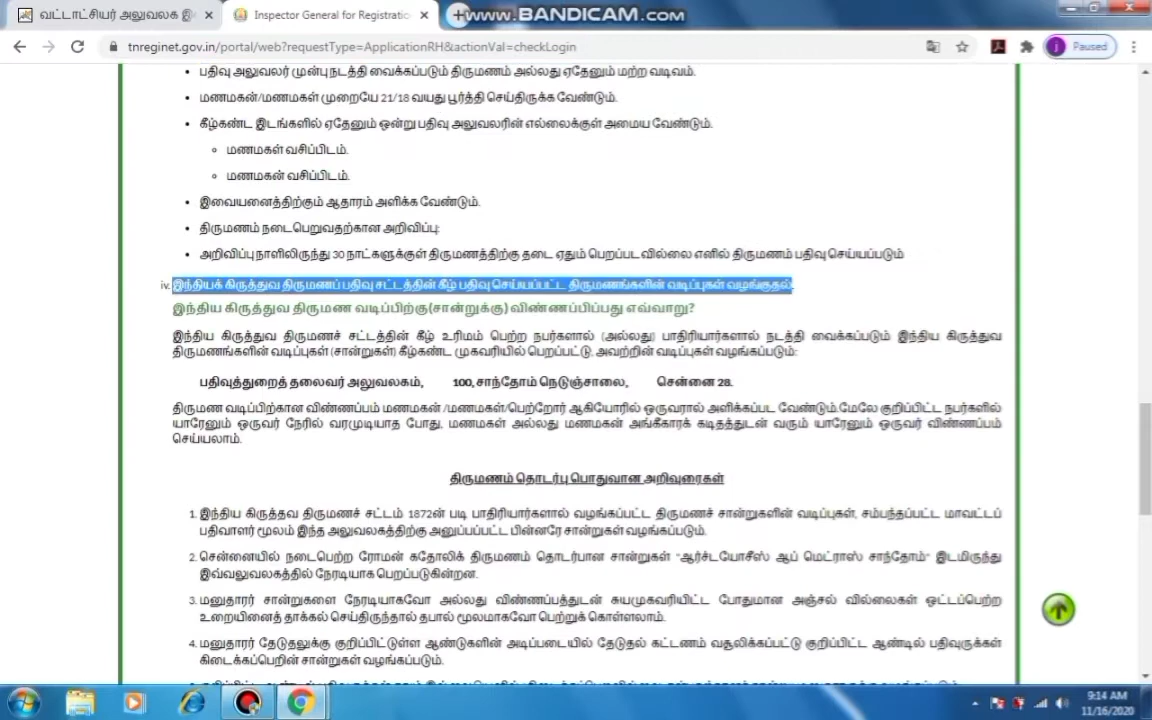 வட்டாட்சியர் அலுவலக இ
Inspector General for Registratio
www.BANDICAM.com
tnreginet.gov.in/portal/web?requestType=ApplicationRH&actionVal=checkLogin
Paused
• பதிவு அலுவலர் முன்பு நடத்தி வைக்கப்படும் திருமணம் அல்லது ஏதேனும் மற்ற வடிவம்.
• மணமகன்/மணமகள் முறையே 21/18 வயது பூர்த்தி செய்திருக்க வேண்டும்.
• கீழ்கண்ட இடங்களில் ஏதேனும் ஒன்று பதிவு அலுவலரின் எல்லைக்குள் அமைய வேண்டும்.
◦ மணமகள் வசிப்பிடம்.
◦ மணமகன் வசிப்பிடம்.
• இவையனைத்திற்கும் ஆதாரம் அளிக்க வேண்டும்.
• திருமணம் நடைபெறுவதற்கான அறிவிப்பு:
• அறிவிப்பு நாளிலிருந்து 30 நாட்களுக்குள் திருமணத்திற்கு தடை ஏதும் பெறப்படவில்லை எனில் திருமணம் பதிவு செய்யப்படும்
iv. இந்தியக் கிருத்துவ திருமணப் பதிவு சட்டத்தின் கீழ் பதிவு செய்யப்பட்ட திருமணங்களின் வடிப்புகள் வழங்குதல்.
இந்திய கிருத்துவ திருமண வடிப்பிற்கு(சான்றுக்கு) விண்ணப்பிப்பது எவ்வாறு?
இந்திய கிருத்துவ திருமணச் சட்டத்தின் கீழ் உரிமம் பெற்ற நபர்களால் (அல்லது) பாதிரியார்களால் நடத்தி வைக்கப்படும் இந்திய கிருத்துவ
திருமணங்களின் வடிப்புகள் (சான்றுகள்) கீழ்கண்ட முகவரியில் பெறப்பட்டு, அவற்றின் வடிப்புகள் வழங்கப்படும்:
பதிவுத்துறைத் தலைவர் அலுவலகம், 100, சாந்தோம் நெடுஞ்சாலை, சென்னை 28.
திருமண வடிப்பிற்கான விண்ணப்பம் மணமகன் /மணமகள்/பெற்றோர் ஆகியோரில் ஒருவரால் அளிக்கப்பட வேண்டும்.மேலே குறிப்பிட்ட நபர்களில்
யாரேனும் ஒருவர் நேரில் வரமுடியாத போது, மணமகள் அல்லது மணமகன் அங்கீகாரக் கடிதத்துடன் வரும் யாரேனும் ஒருவர் விண்ணப்பம்
செய்யலாம்.
திருமணம் தொடர்பு பொதுவான அறிவுரைகள்
1. இந்திய கிருத்தவ திருமணச் சட்டம் 1872ன் படி பாதிரியார்களால் வழங்கப்பட்ட திருமணச் சான்றுகளின் வடிப்புகள், சம்பந்தப்பட்ட மாவட்டப்
பதிவாளர் மூலம் இந்த அலுவலகத்திற்கு அனுப்பப்பட்ட பின்னரே சான்றுகள் வழங்கப்படும்.
2. சென்னையில் நடைபெற்ற ரோமன் கதோலிக் திருமணம் தொடர்பான சான்றுகள் "ஆர்ச்டயோசீஸ் ஆப் மெட்ராஸ் சாந்தோம்" இடமிருந்து
இவ்வலுவலகத்தில் நேரடியாக பெறப்படுகின்றன.
3. மனுதாரர் சான்றுகளை நேரடியாகவோ அல்லது விண்ணப்பத்துடன் சுயமுகவரியிட்ட போதுமான அஞ்சல் வில்லைகள் ஒட்டப்பெற்ற
உறையினைத் தாக்கல் செய்திருந்தால் தபால் மூலமாகவோ பெற்றுக் கொள்ளலாம்.
4. மனுதாரர் தேடுதலுக்கு குறிப்பிட்டுள்ள ஆண்டுகளின் அடிப்படையில் தேடுதல் கட்டணம் வசூலிக்கப்பட்டு குறிப்பிட்ட ஆண்டில் பதிவுருக்கள்
கிடைக்கப்பெறின் சான்றுகள் வழங்கப்படும்.
9:14 AM
11/16/2020